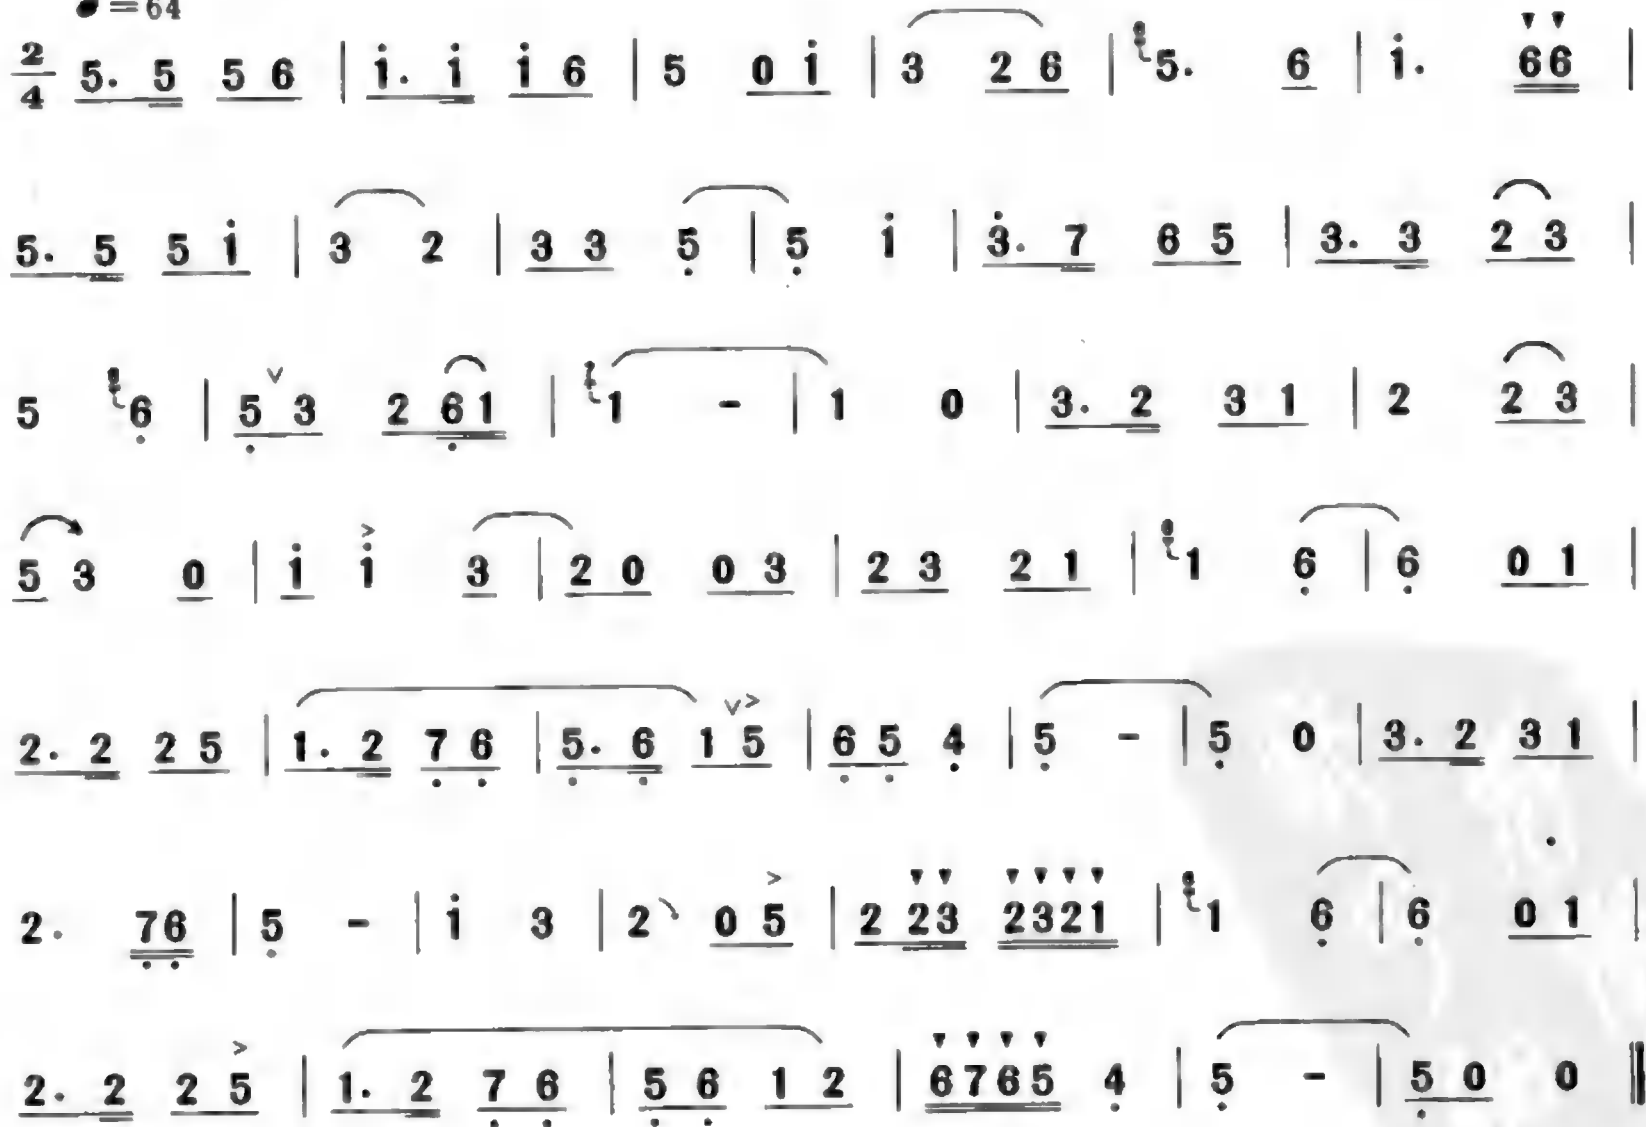 ♩=64
2/4 5. 5 5 6 | i. i i 6 | 5 0 i | 3 2 6 | 5. 6 | i. 66 |
5. 5 5 i | 3 2 | 3 3 5̣ | 5̣ i | 3̇. 7 6 5 | 3. 3 2 3 |
5 6̣ | 5̣ ∨ 3 2 6̣1 | 1 - | 1 0 | 3. 2 3 1 | 2 2 3 |
5 3 0 | i i 3 | 2 0 0 3 | 2 3 2 1 | 1 6̣ | 6̣ 0 1 |
2. 2 2 5 | 1. 2 7̣ 6̣ | 5̣. 6̣ 1 ∨ 5 | 6̣ 5̣ 4̣ | 5̣ - | 5̣ 0 | 3. 2 3 1 |
2. 7̣6̣ | 5̣ - | i 3 | 2 0 5 | 2 23 2321 | 1 6̣ | 6̣ 0 1 |
2. 2 2 5 | 1. 2 7̣ 6̣ | 5̣ 6̣ 1 2 | 6765 4̣ | 5̣ - | 5̣ 0 0 ‖